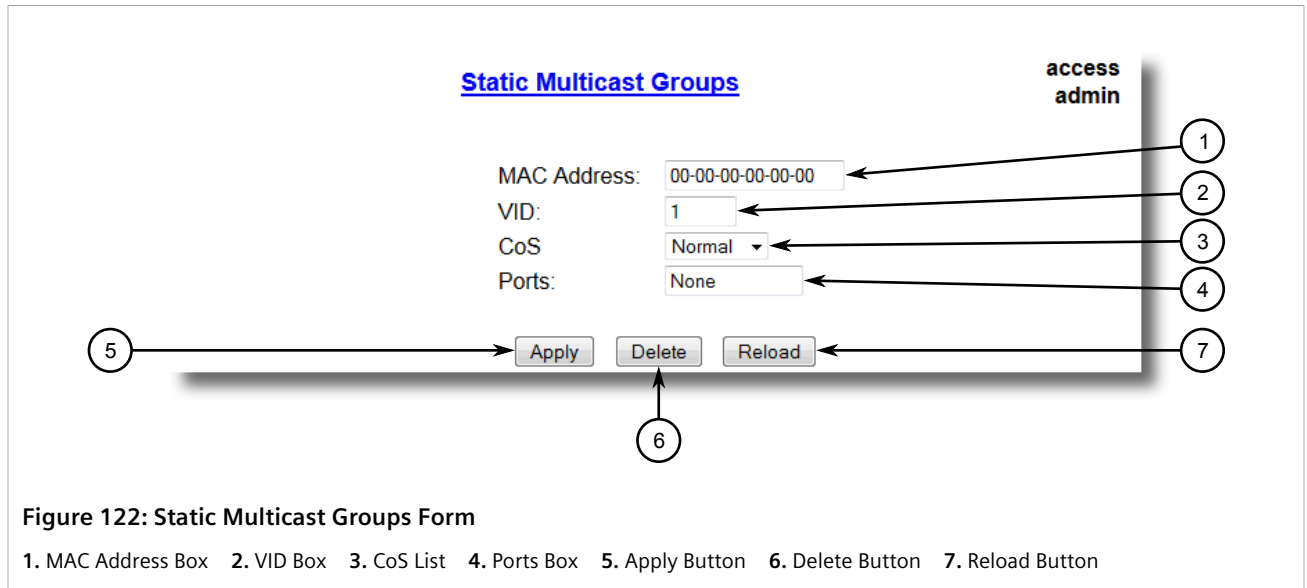 Static Multicast Groups
access
admin
MAC Address: 00-00-00-00-00-00
VID: 1
CoS Normal
Ports: None
Apply Delete Reload
1
2
3
4
5
7
6
Figure 122: Static Multicast Groups Form
1. MAC Address Box 2. VID Box 3. CoS List 4. Ports Box 5. Apply Button 6. Delete Button 7. Reload Button